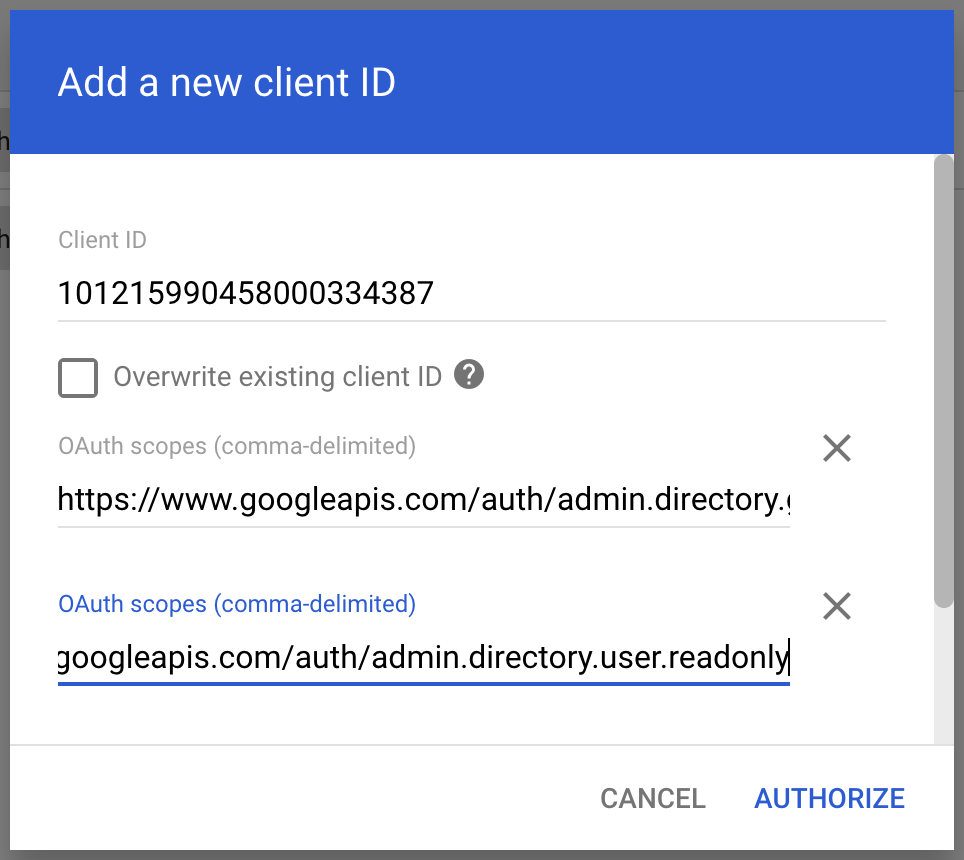 Add a new client ID
Client ID
101215990458000334387
Overwrite existing client ID
OAuth scopes (comma-delimited)
https://www.googleapis.com/auth/admin.directory.
OAuth scopes (comma-delimited)
googleapis.com/auth/admin.directory.user.readonly
CANCEL AUTHORIZE